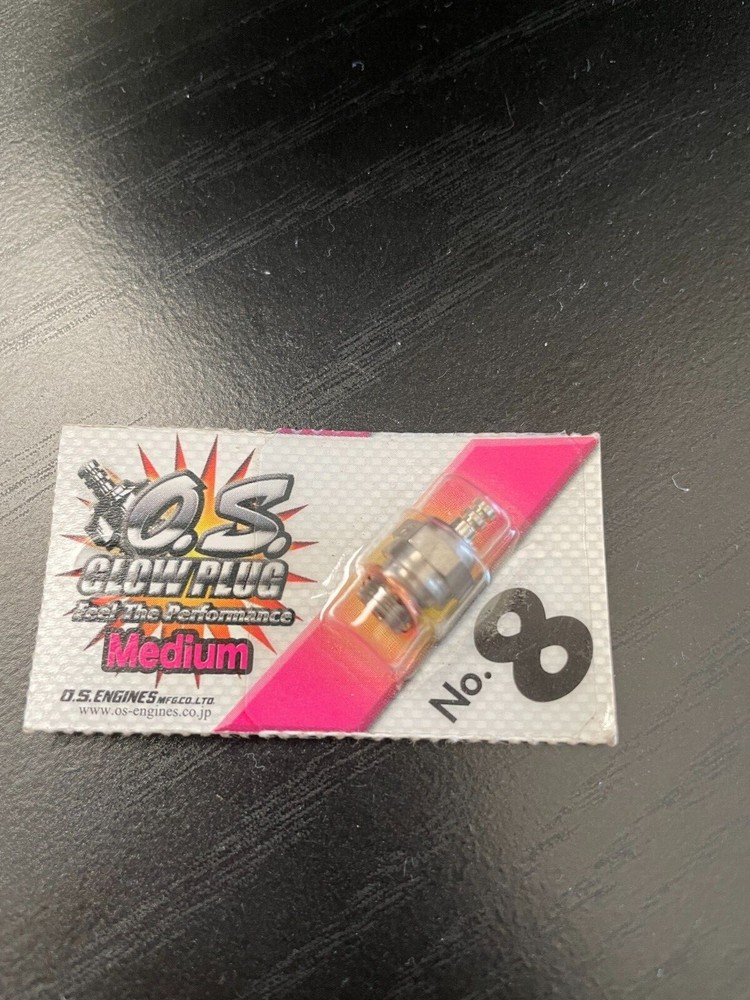 O.S.
GLOW PLUG
Feel The Performance
Medium
O.S.ENGINES MFG.CO.,LTD.
www.os-engines.co.jp
No. 8